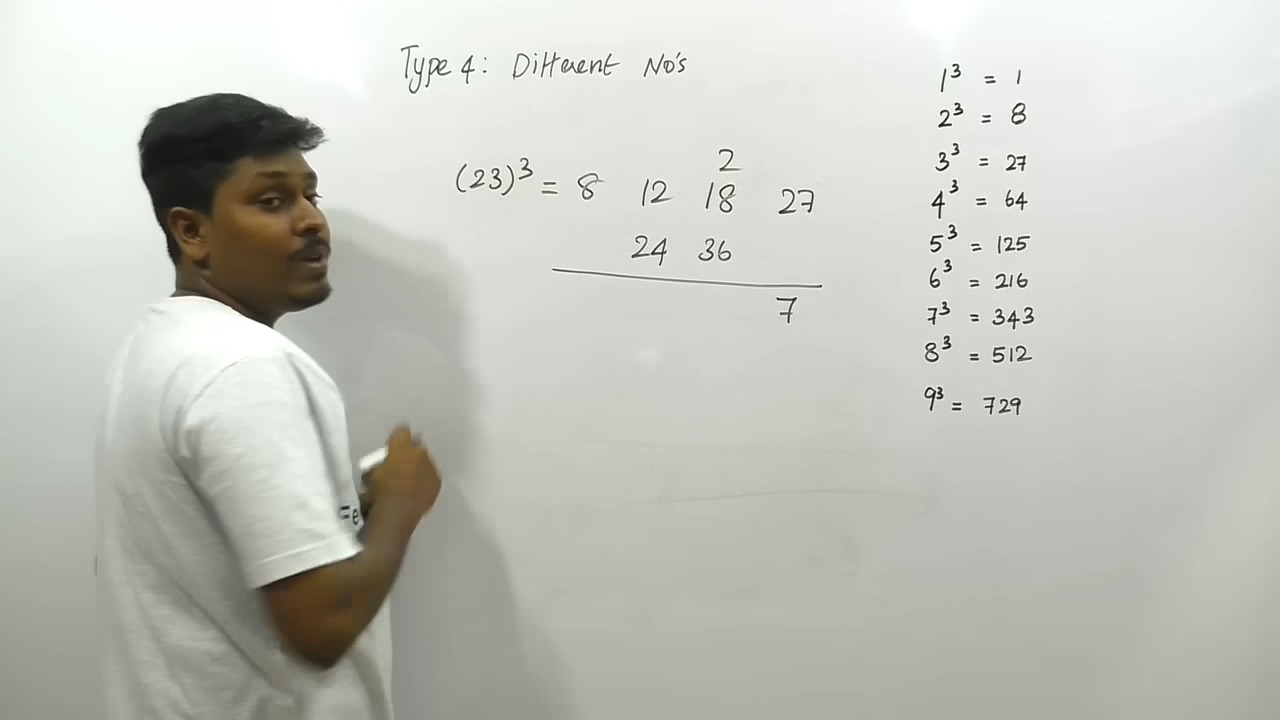 Type 4: Different No's
2
(23)³ = 8 12 18 27
24 36
7
1³ = 1
2³ = 8
3³ = 27
4³ = 64
5³ = 125
6³ = 216
7³ = 343
8³ = 512
9³ = 729